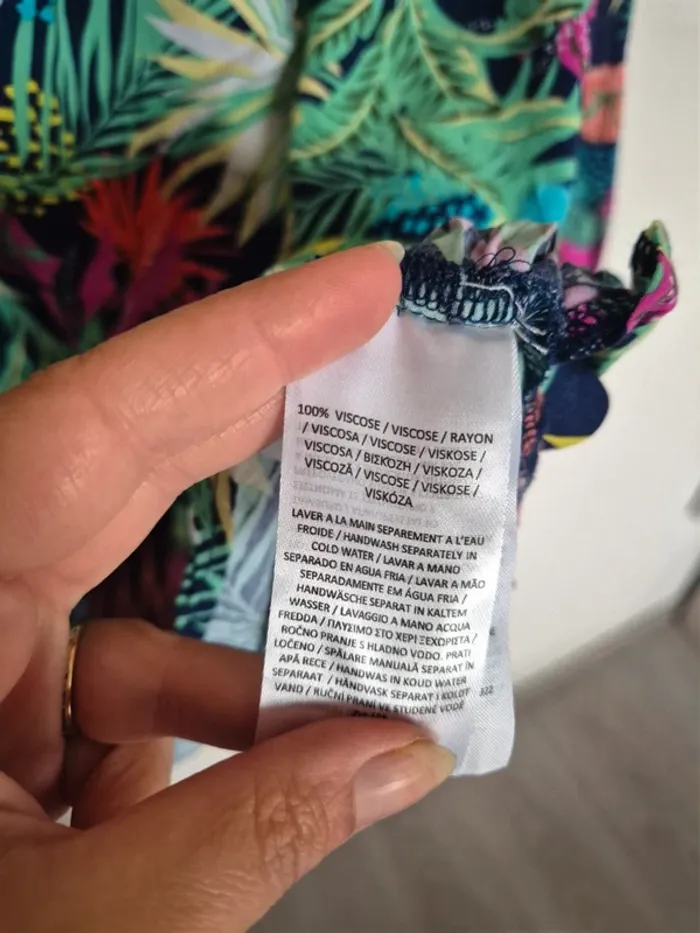 100% VISCOSE / VISCOSE / RAYON
/ VISCOSA / VISCOSE / VISKOSE /
VISCOSA / ΒΙΣΚΟΖΗ / VISKOZA /
VISCOZĂ / VISCOSE / VISKOSE /
VISKÓZA
LAVER A LA MAIN SEPAREMENT A L'EAU
FROIDE / HANDWASH SEPARATELY IN
COLD WATER / LAVAR A MANO
SEPARADO EN AGUA FRIA / LAVAR A MÃO
SEPARADAMENTE EM ÁGUA FRIA /
HANDWÄSCHE SEPARAT IN KALTEM
WASSER / LAVAGGIO A MANO ACQUA
FREDDA / ΠΛΥΣΙΜΟ ΣΤΟ ΧΕΡΙ ΞΕΧΩΡΙΣΤΑ /
ROČNO PRANJE S HLADNO VODO. PRATI
LOČENO / SPĂLARE MANUALĂ SEPARAT ÎN
APĂ RECE / HANDWAS IN KOUD WATER
SEPARAAT / HÅNDVASK SEPARAT I KOLDT 322
VAND / RUČNÍ PRANÍ VE STUDENÉ VODĚ